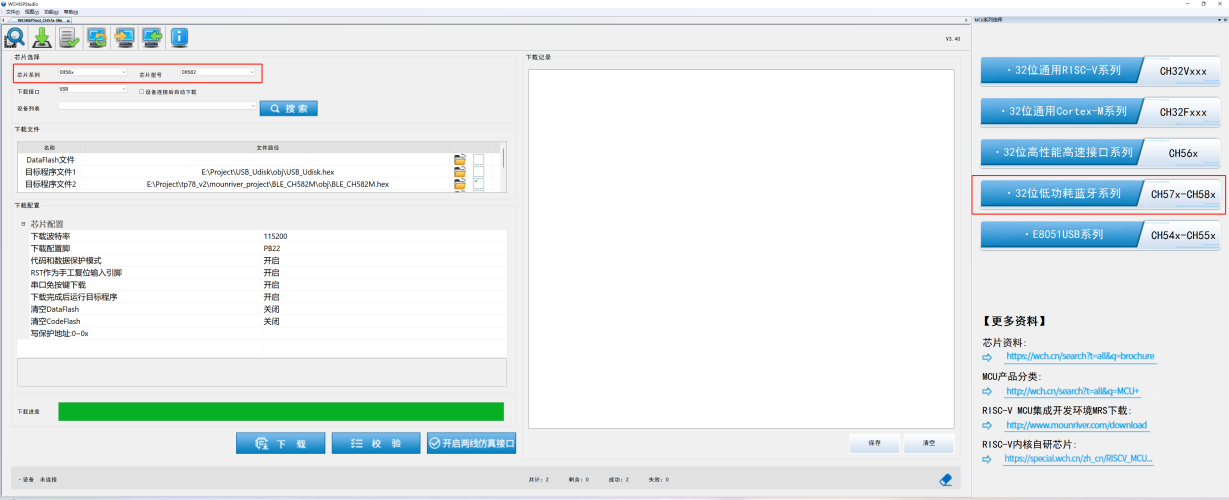 WCHISPStudio
文件(F) 视图(V) 功能(U) 帮助(H)
WCHISPTool_CH57x-58x x
MCU系列选择
V3.40
芯片选择
芯片系列 CH58x 芯片型号 CH582
下载接口 USB 设备连接后自动下载
设备列表 搜 索
下载文件
名称 文件路径
DataFlash文件
目标程序文件1 E:\Project\USB_Udisk\obj\USB_Udisk.hex
目标程序文件2 E:\Project\tp78_v2\mounriver_project\BLE_CH582M\obj\BLE_CH582M.hex
下载配置
芯片配置
下载波特率 115200
下载配置脚 PB22
代码和数据保护模式 开启
RST作为手工复位输入引脚 开启
串口免按键下载 开启
下载完成后运行目标程序 开启
清空DataFlash 关闭
清空CodeFlash 关闭
写保护地址:0~0x
下载进度
下 载 校 验 开启两线仿真接口
·设备 未连接
下载记录
保存 清空
共计: 2 剩余: 0 成功: 2 失败: 0
·32位通用RISC-V系列 CH32Vxxx
·32位通用Cortex-M系列 CH32Fxxx
·32位高性能高速接口系列 CH56x
·32位低功耗蓝牙系列 CH57x-CH58x
·E8051USB系列 CH54x-CH55x
【更多资料】
芯片资料:
https://wch.cn/search?t=all&q=brochure
MCU产品分类:
http://wch.cn/search?t=all&q=MCU+
RISC-V MCU集成开发环境MRS下载:
http://www.mounriver.com/download
RISC-V内核自研芯片:
https://special.wch.cn/zh_cn/RISCV_MCU...